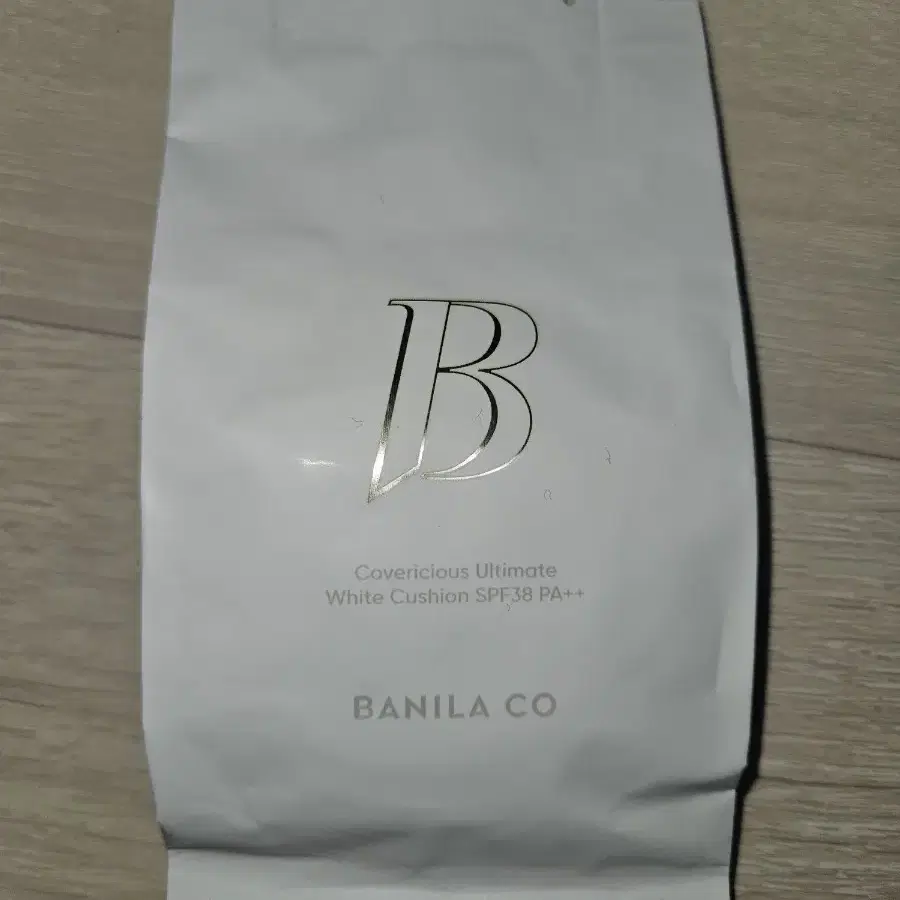 B
Covericious Ultimate
White Cushion SPF38 PA++
BANILA CO